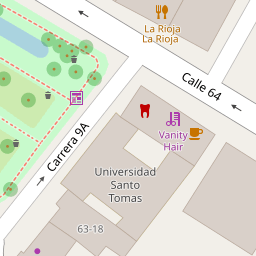 La Rioja
La.Rioja
Calle 64
Vanity
Hair
Carrera 9A
Universidad
Santo
Tomas
63-18